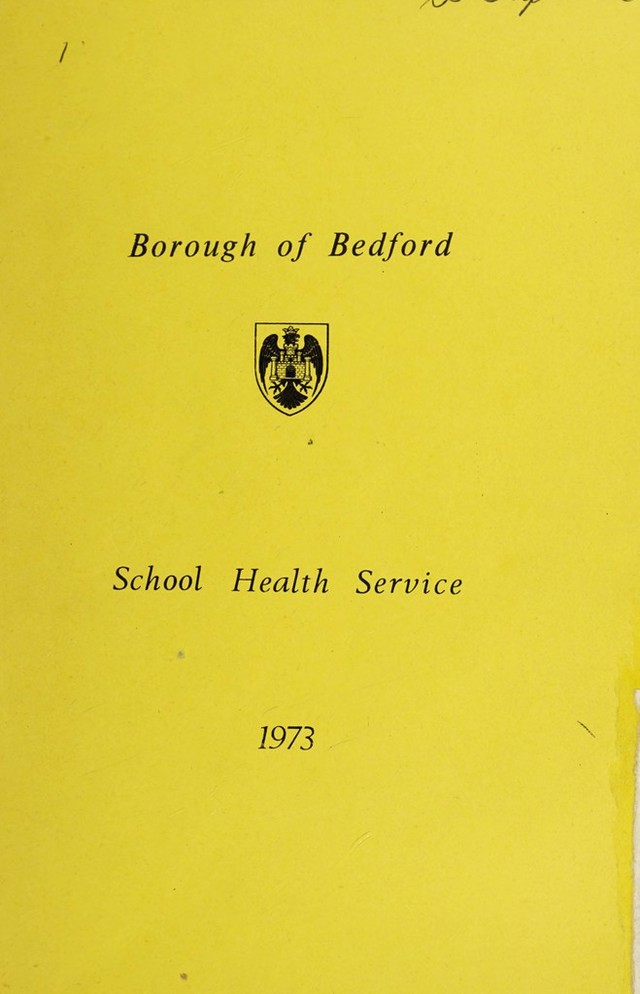 Borough of Bedford
School Health Service
1973